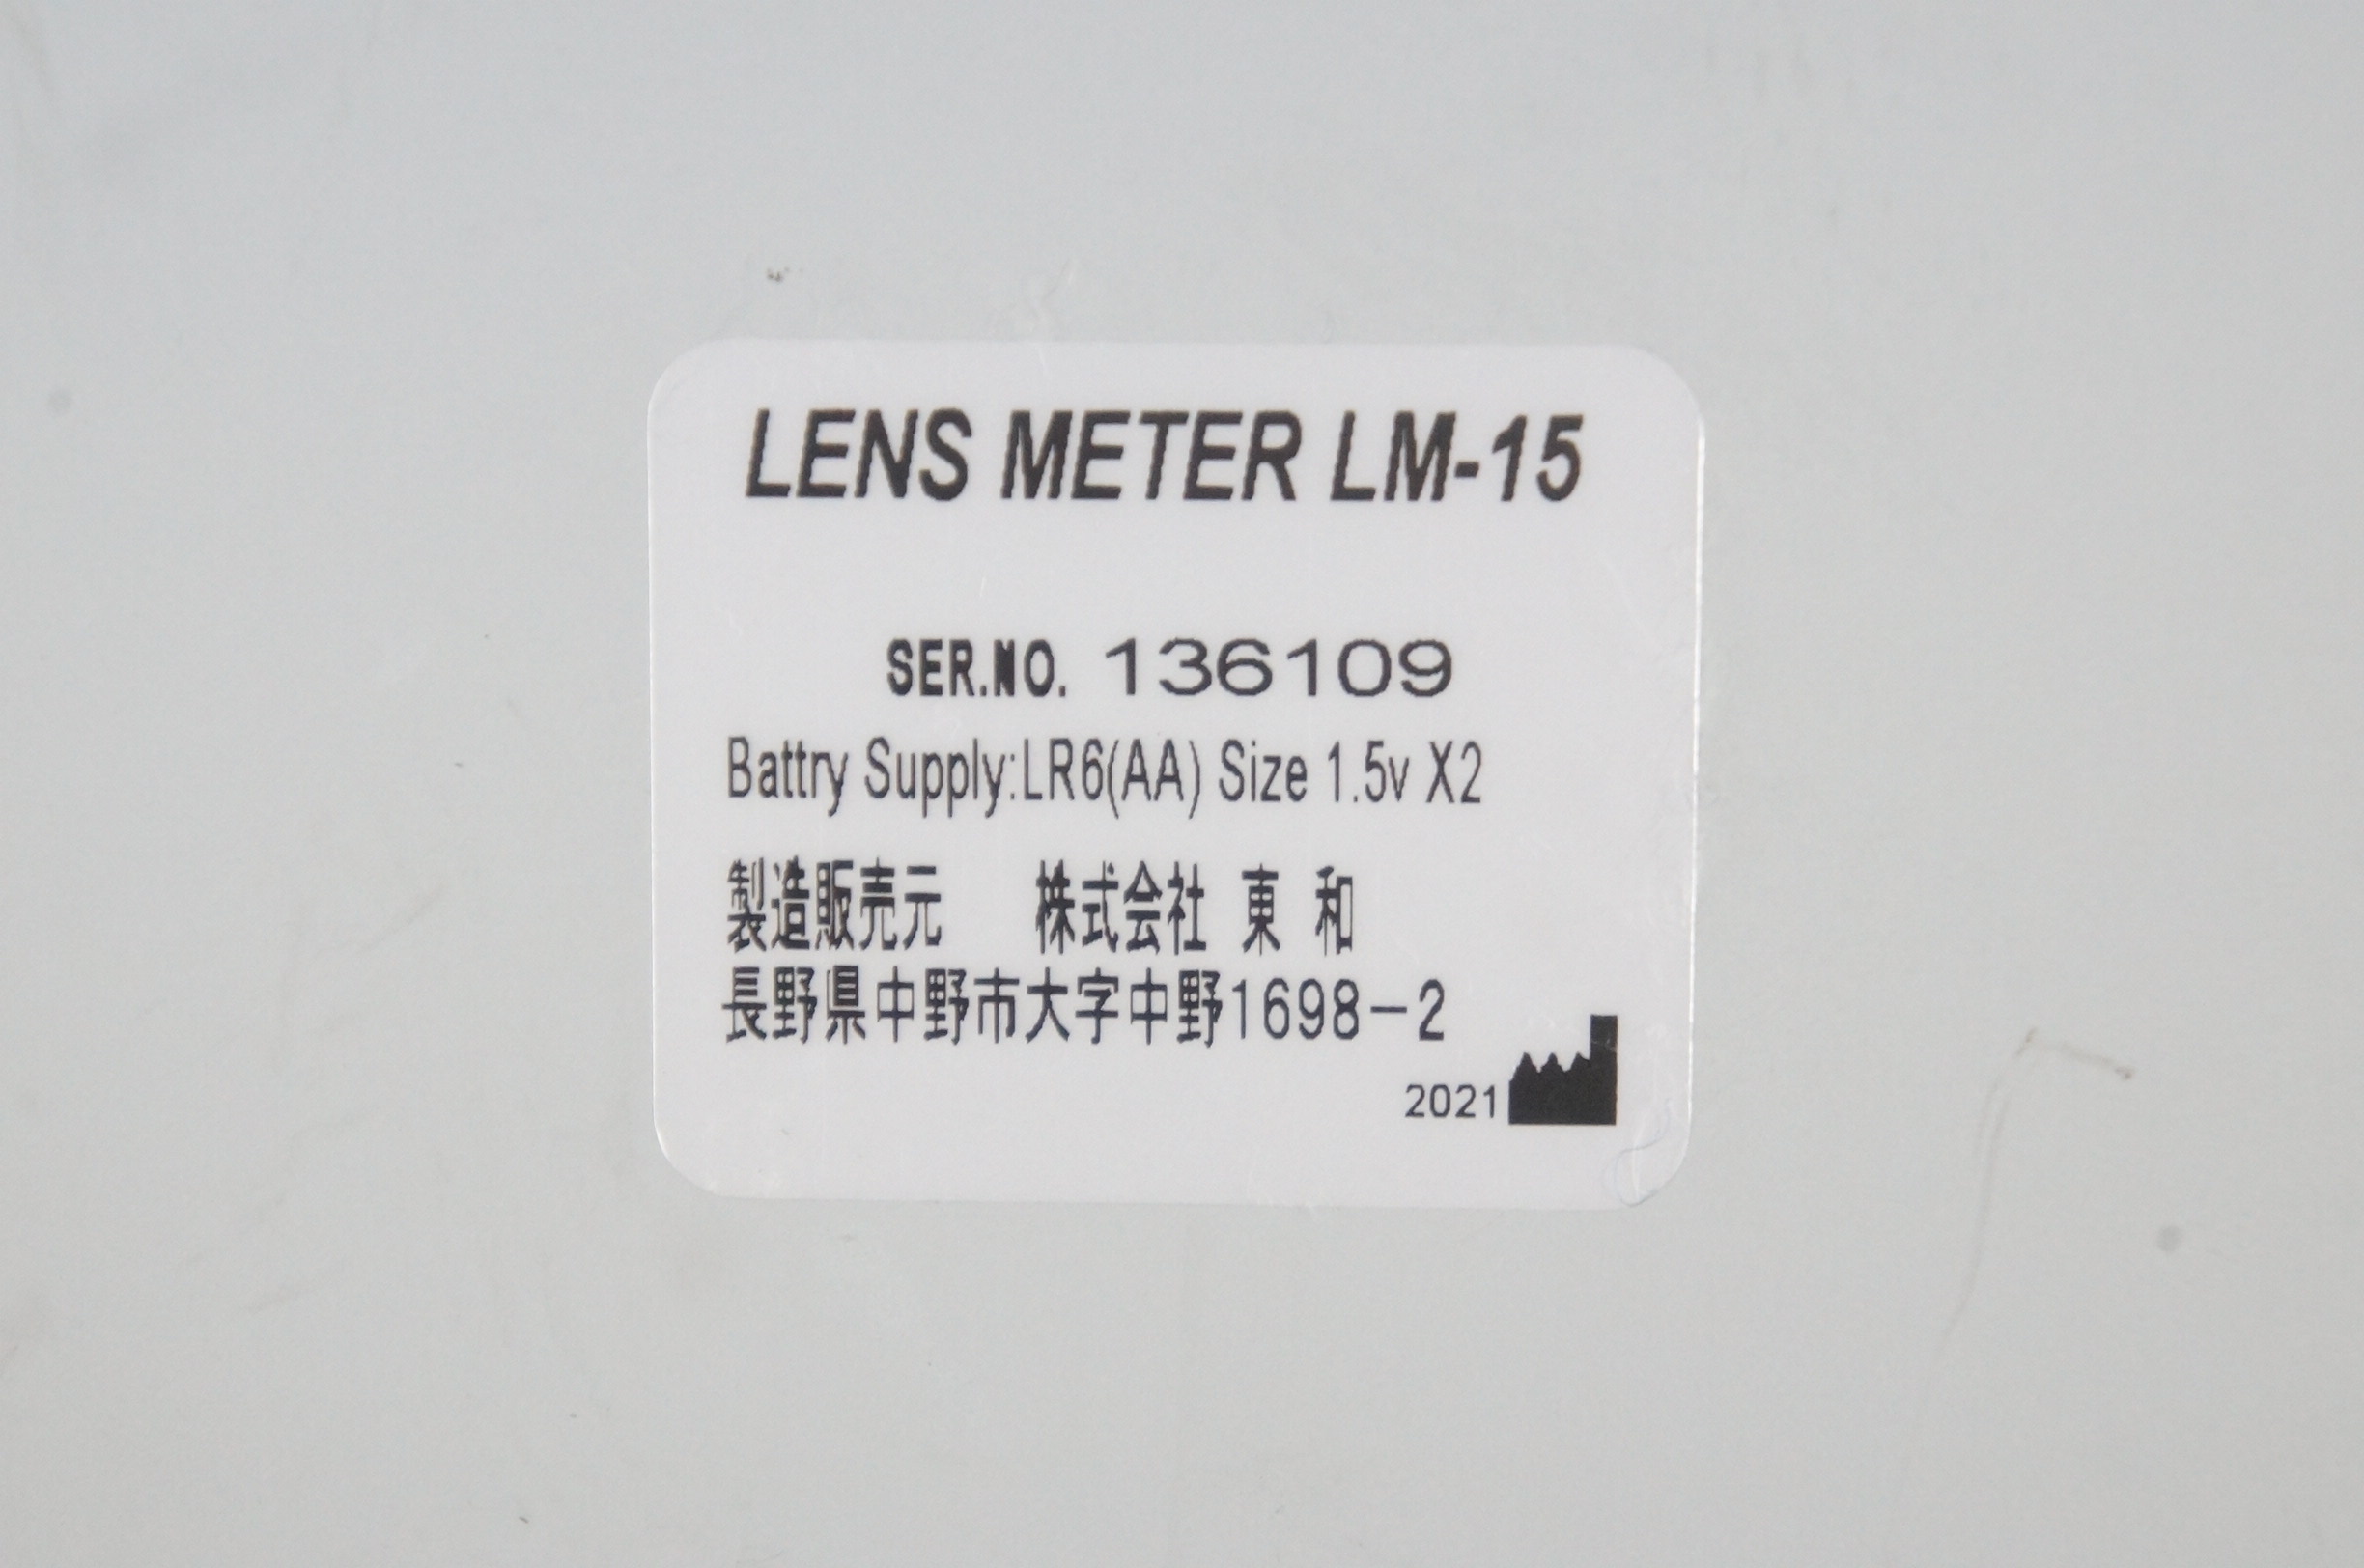 LENS METER LM-15
SER.NO. 136109
Battry Supply:LR6(AA) Size 1.5v X2
製造販売元　株式会社 東 和
長野県中野市大字中野1698−2
2021